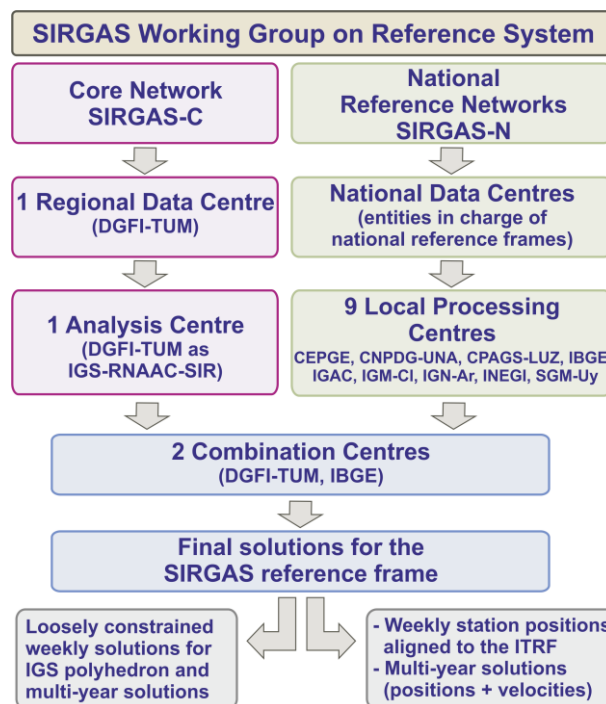 SIRGAS Working Group on Reference System
Core Network
SIRGAS-C
National
Reference Networks
SIRGAS-N
1 Regional Data Centre
(DGFI-TUM)
National Data Centres
(entities in charge of
national reference frames)
1 Analysis Centre
(DGFI-TUM as
IGS-RNAAC-SIR)
9 Local Processing
Centres
CEPGE, CNPDG-UNA, CPAGS-LUZ, IBGE
IGAC, IGM-Cl, IGN-Ar, INEGI, SGM-Uy
2 Combination Centres
(DGFI-TUM, IBGE)
Final solutions for the
SIRGAS reference frame
Loosely constrained
weekly solutions for
IGS polyhedron and
multi-year solutions
- Weekly station positions
aligned to the ITRF
- Multi-year solutions
(positions + velocities)